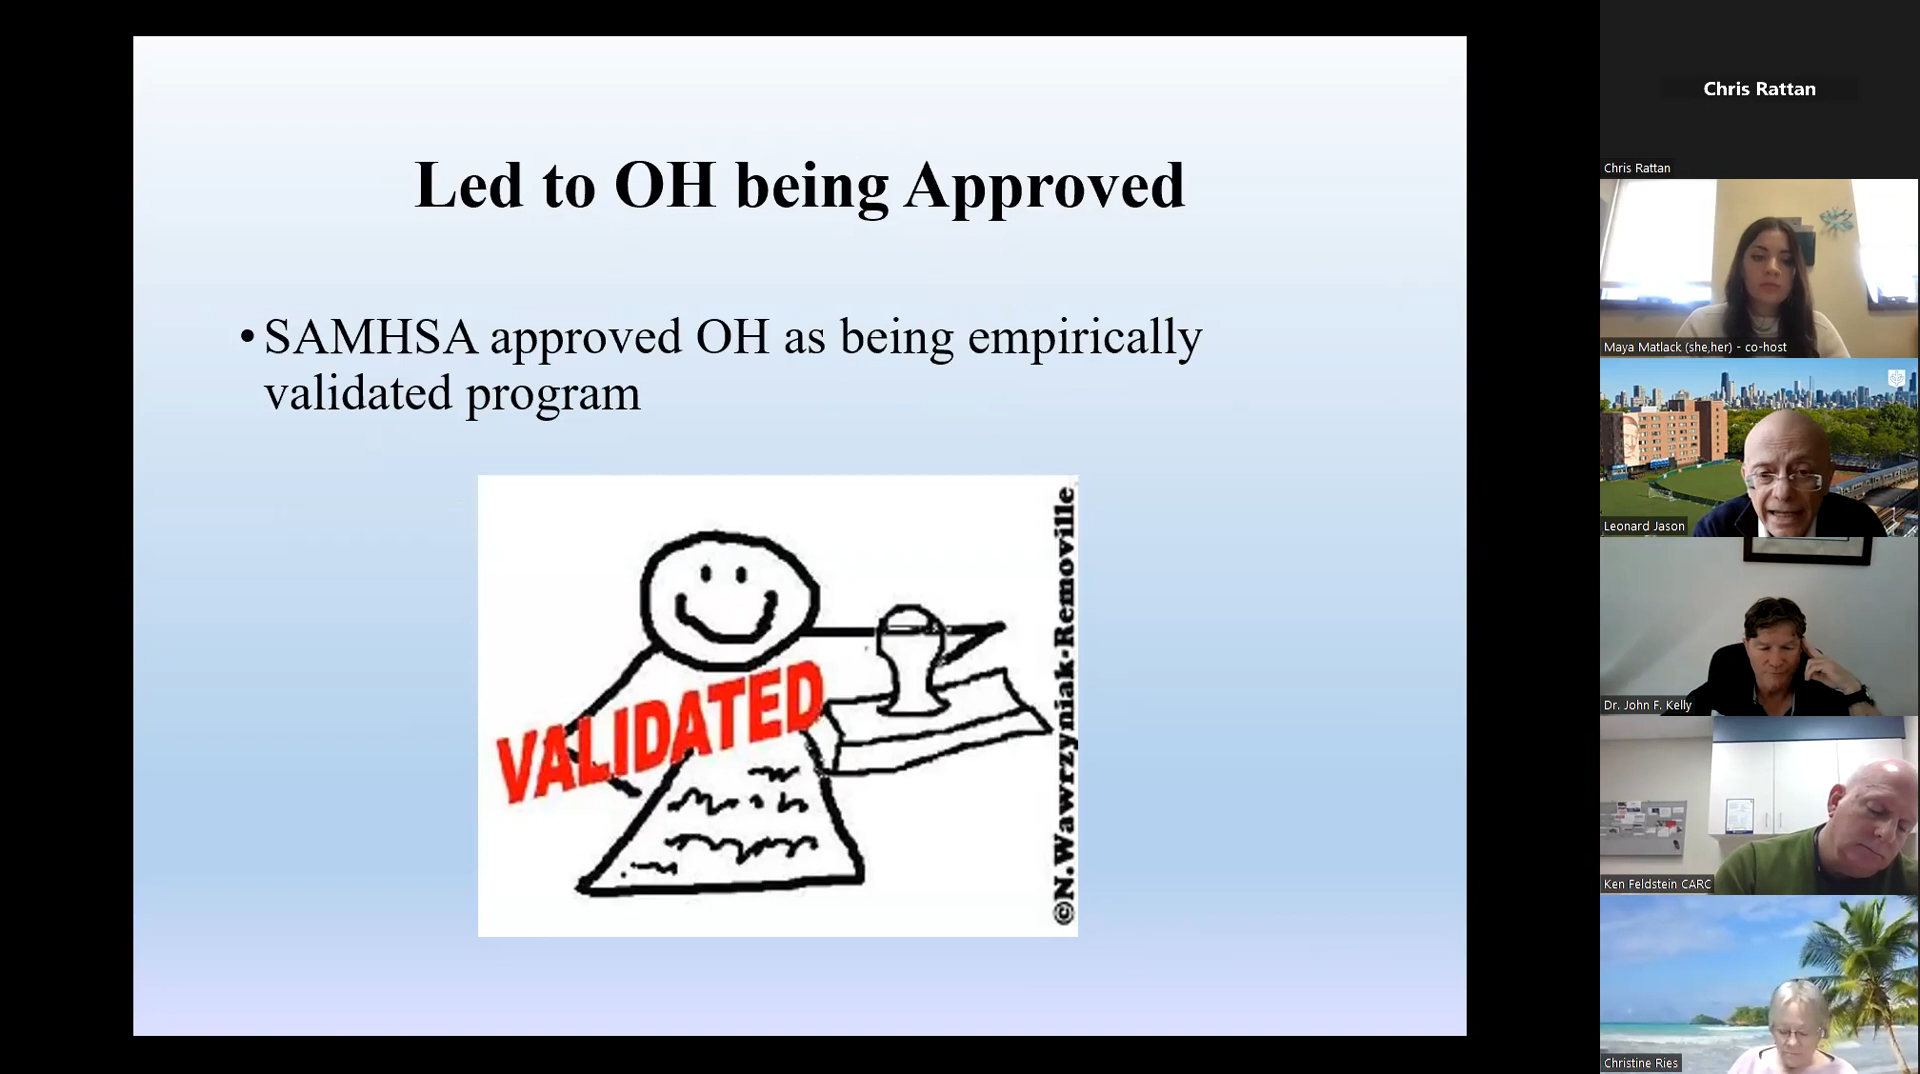 Led to OH being Approved
• SAMHSA approved OH as being empirically
validated program
VALIDATED
©N.Wawrzyniak-Removille
Chris Rattan
Chris Rattan
Maya Matlack (she,her) - co-host
Leonard Jason
Dr. John F. Kelly
Ken Feldstein CARC
Christine Ries